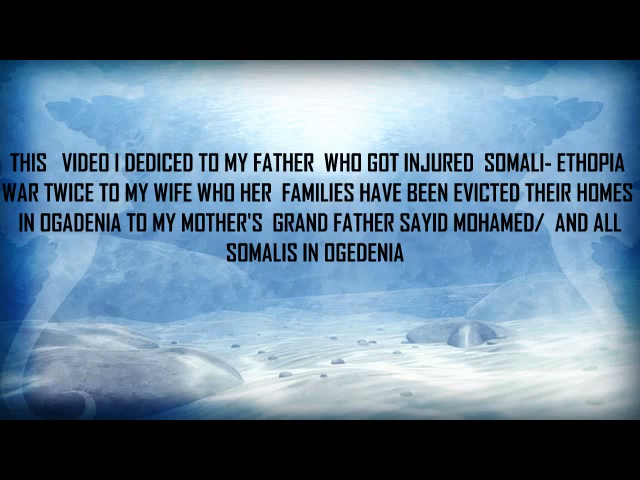 THIS VIDEO I DEDICED TO MY FATHER WHO GOT INJURED SOMALI- ETHOPIA
WAR TWICE TO MY WIFE WHO HER FAMILIES HAVE BEEN EVICTED THEIR HOMES
IN OGADENIA TO MY MOTHER'S GRAND FATHER SAYID MOHAMED/ AND ALL
SOMALIS IN OGEDENIA